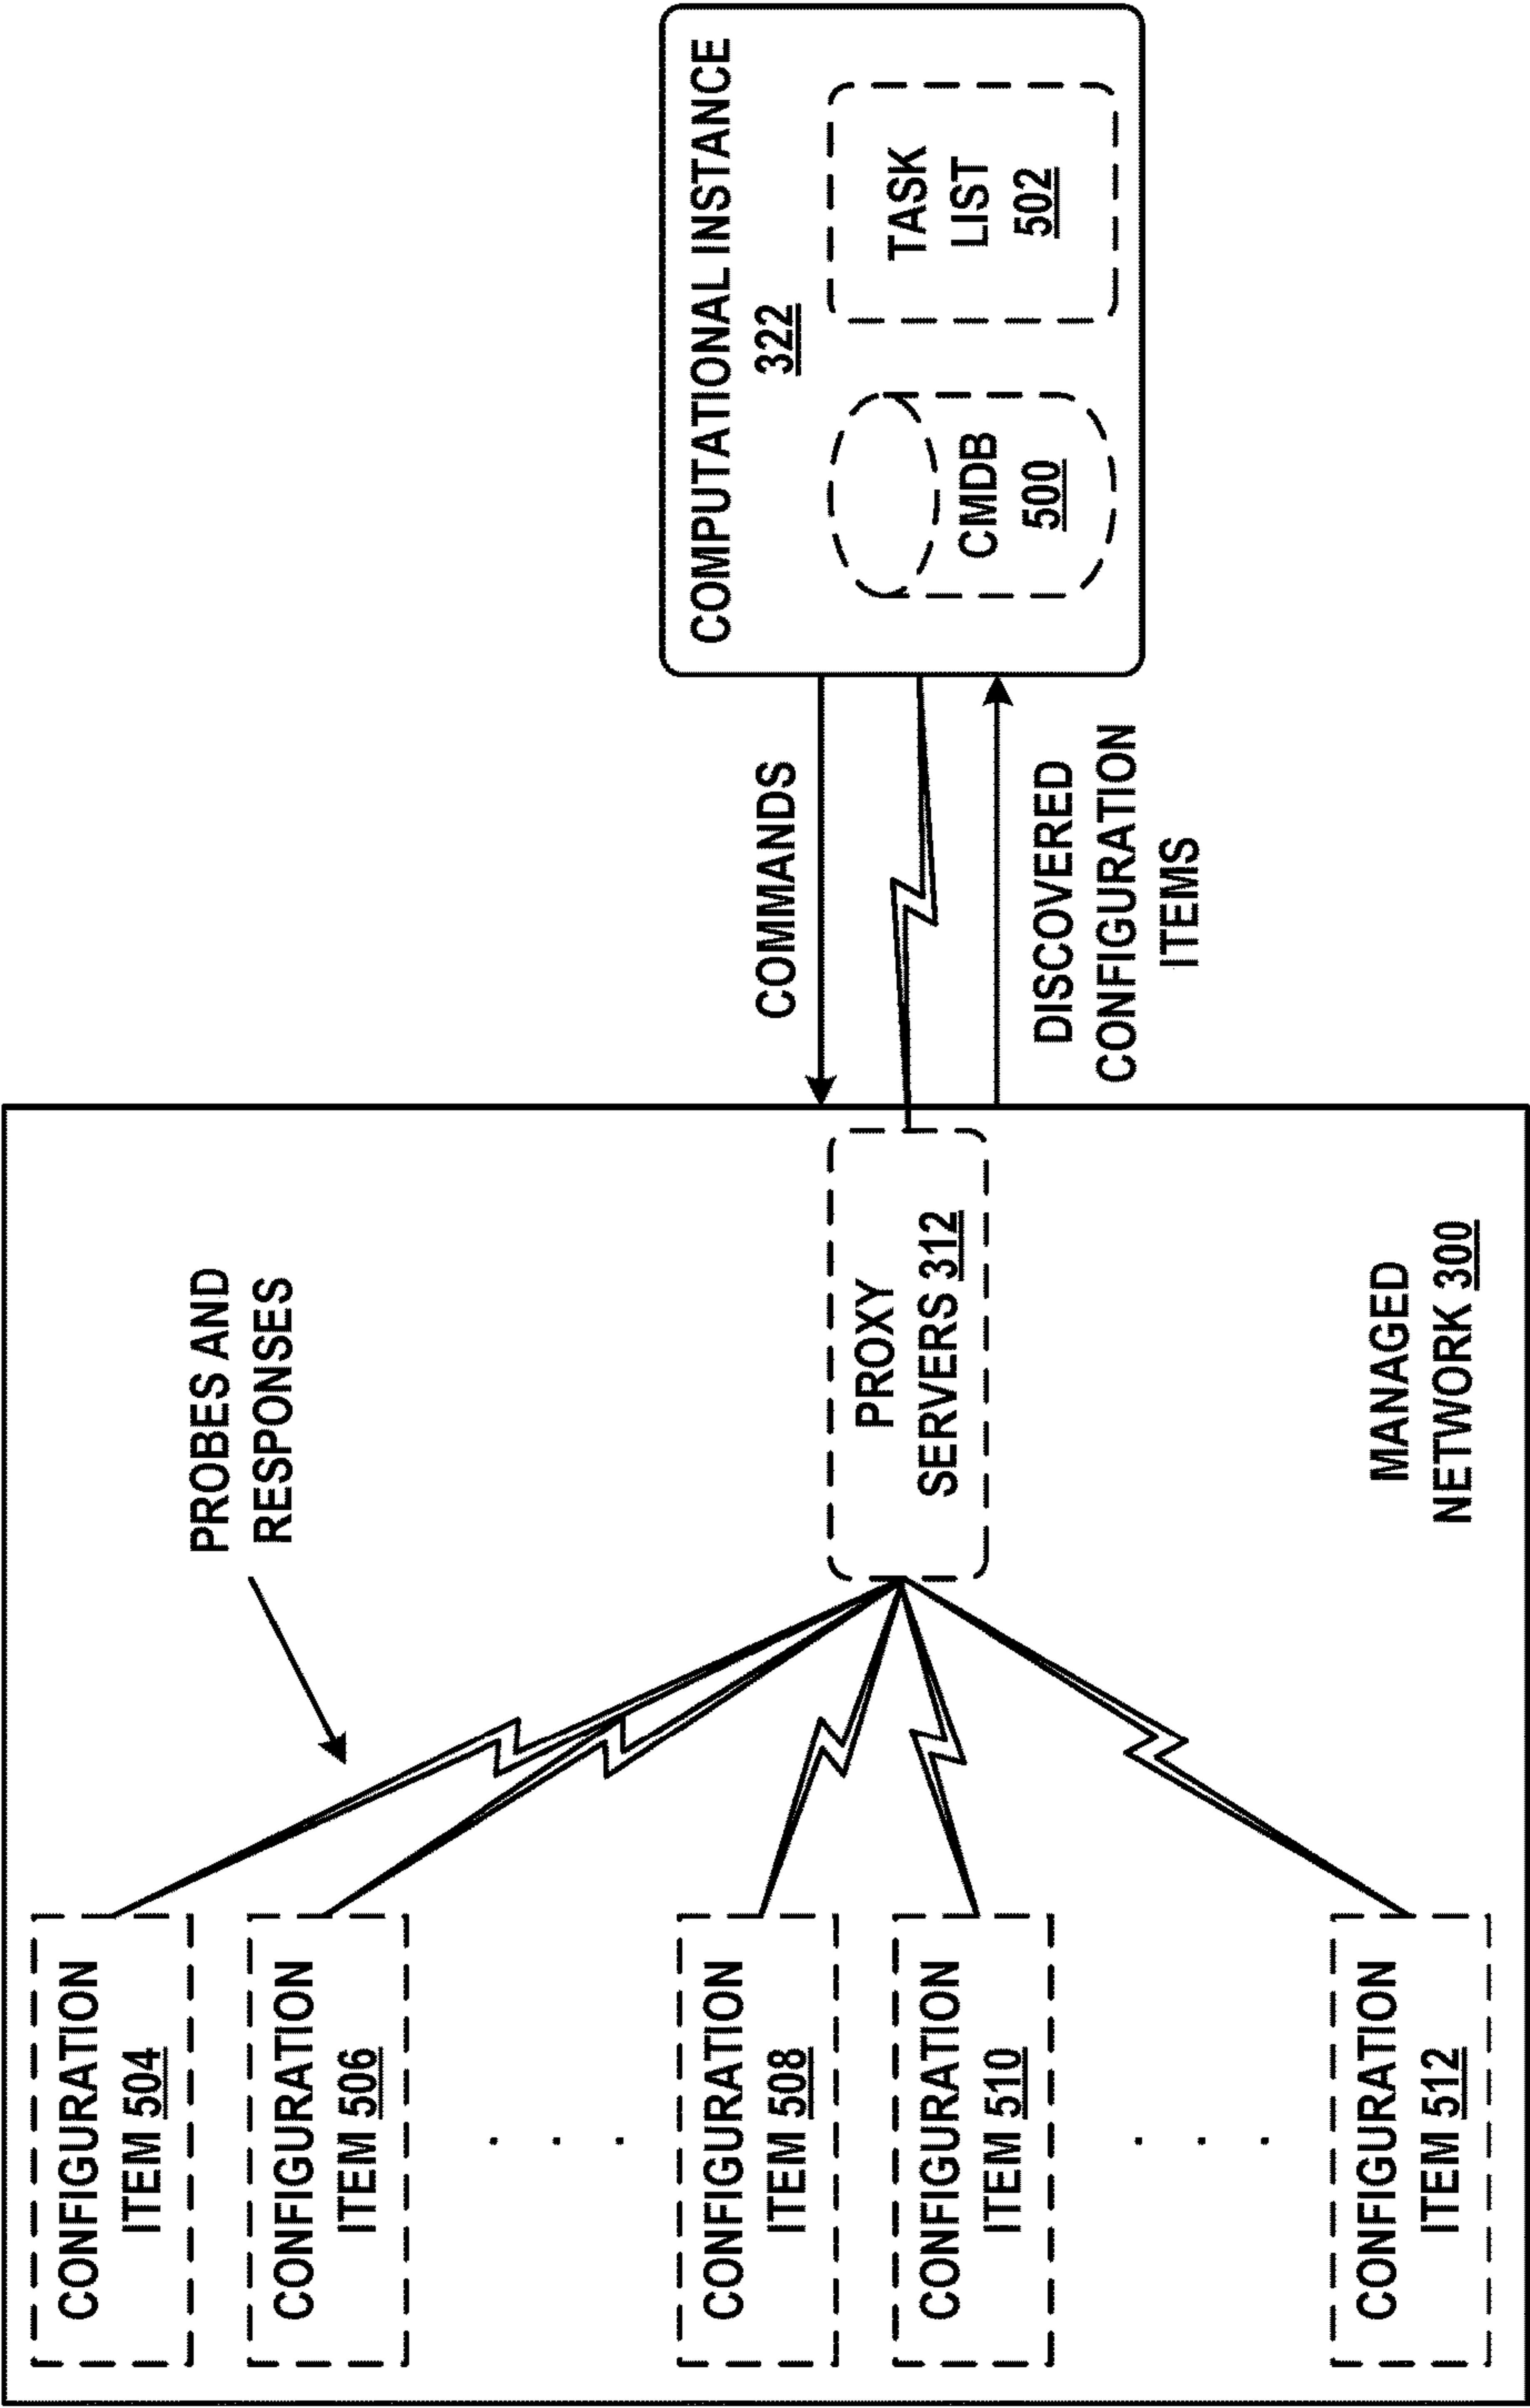 CONFIGURATION
ITEM 504
CONFIGURATION
ITEM 506
. . .
CONFIGURATION
ITEM 508
CONFIGURATION
ITEM 510
. . .
CONFIGURATION
ITEM 512
PROBES AND
RESPONSES
PROXY
SERVERS 312
MANAGED
NETWORK 300
COMMANDS
DISCOVERED
CONFIGURATION
ITEMS
COMPUTATIONAL INSTANCE
322
CMDB
500
TASK
LIST
502